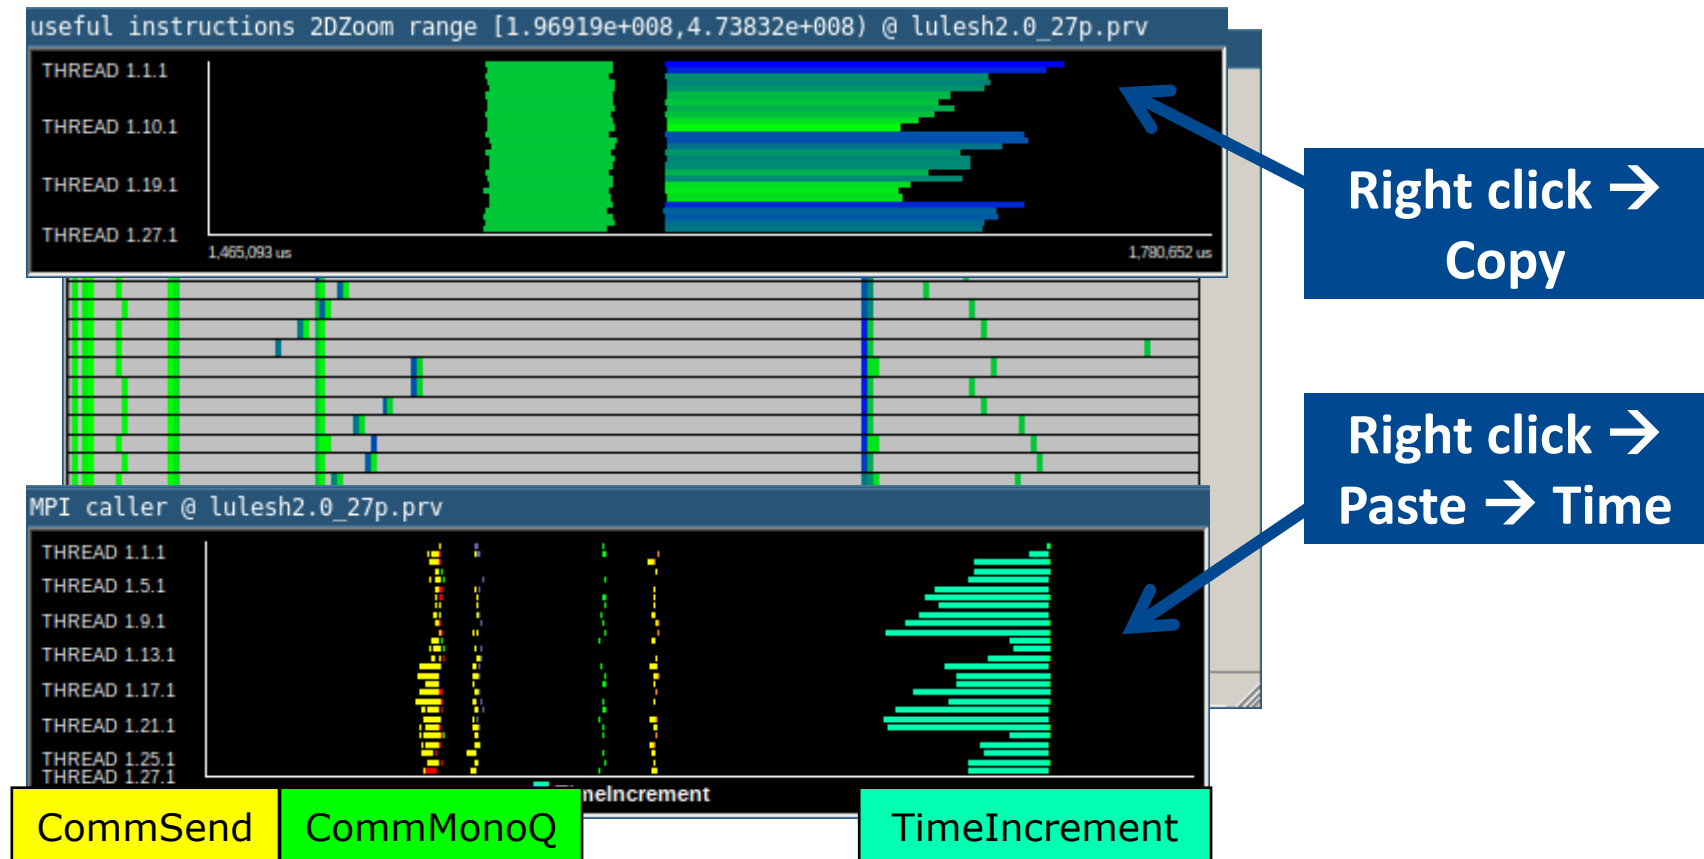 useful instructions 2DZoom range [1.96919e+008,4.73832e+008) @ lulesh2.0_27p.prv
THREAD 1.1.1
THREAD 1.10.1
THREAD 1.19.1
THREAD 1.27.1
1,465,093 us
1,780,652 us
Right click →
Copy
Right click →
Paste → Time
MPI caller @ lulesh2.0_27p.prv
THREAD 1.1.1
THREAD 1.5.1
THREAD 1.9.1
THREAD 1.13.1
THREAD 1.17.1
THREAD 1.21.1
THREAD 1.25.1
THREAD 1.27.1
meIncrement
CommSend
CommMonoQ
TimeIncrement